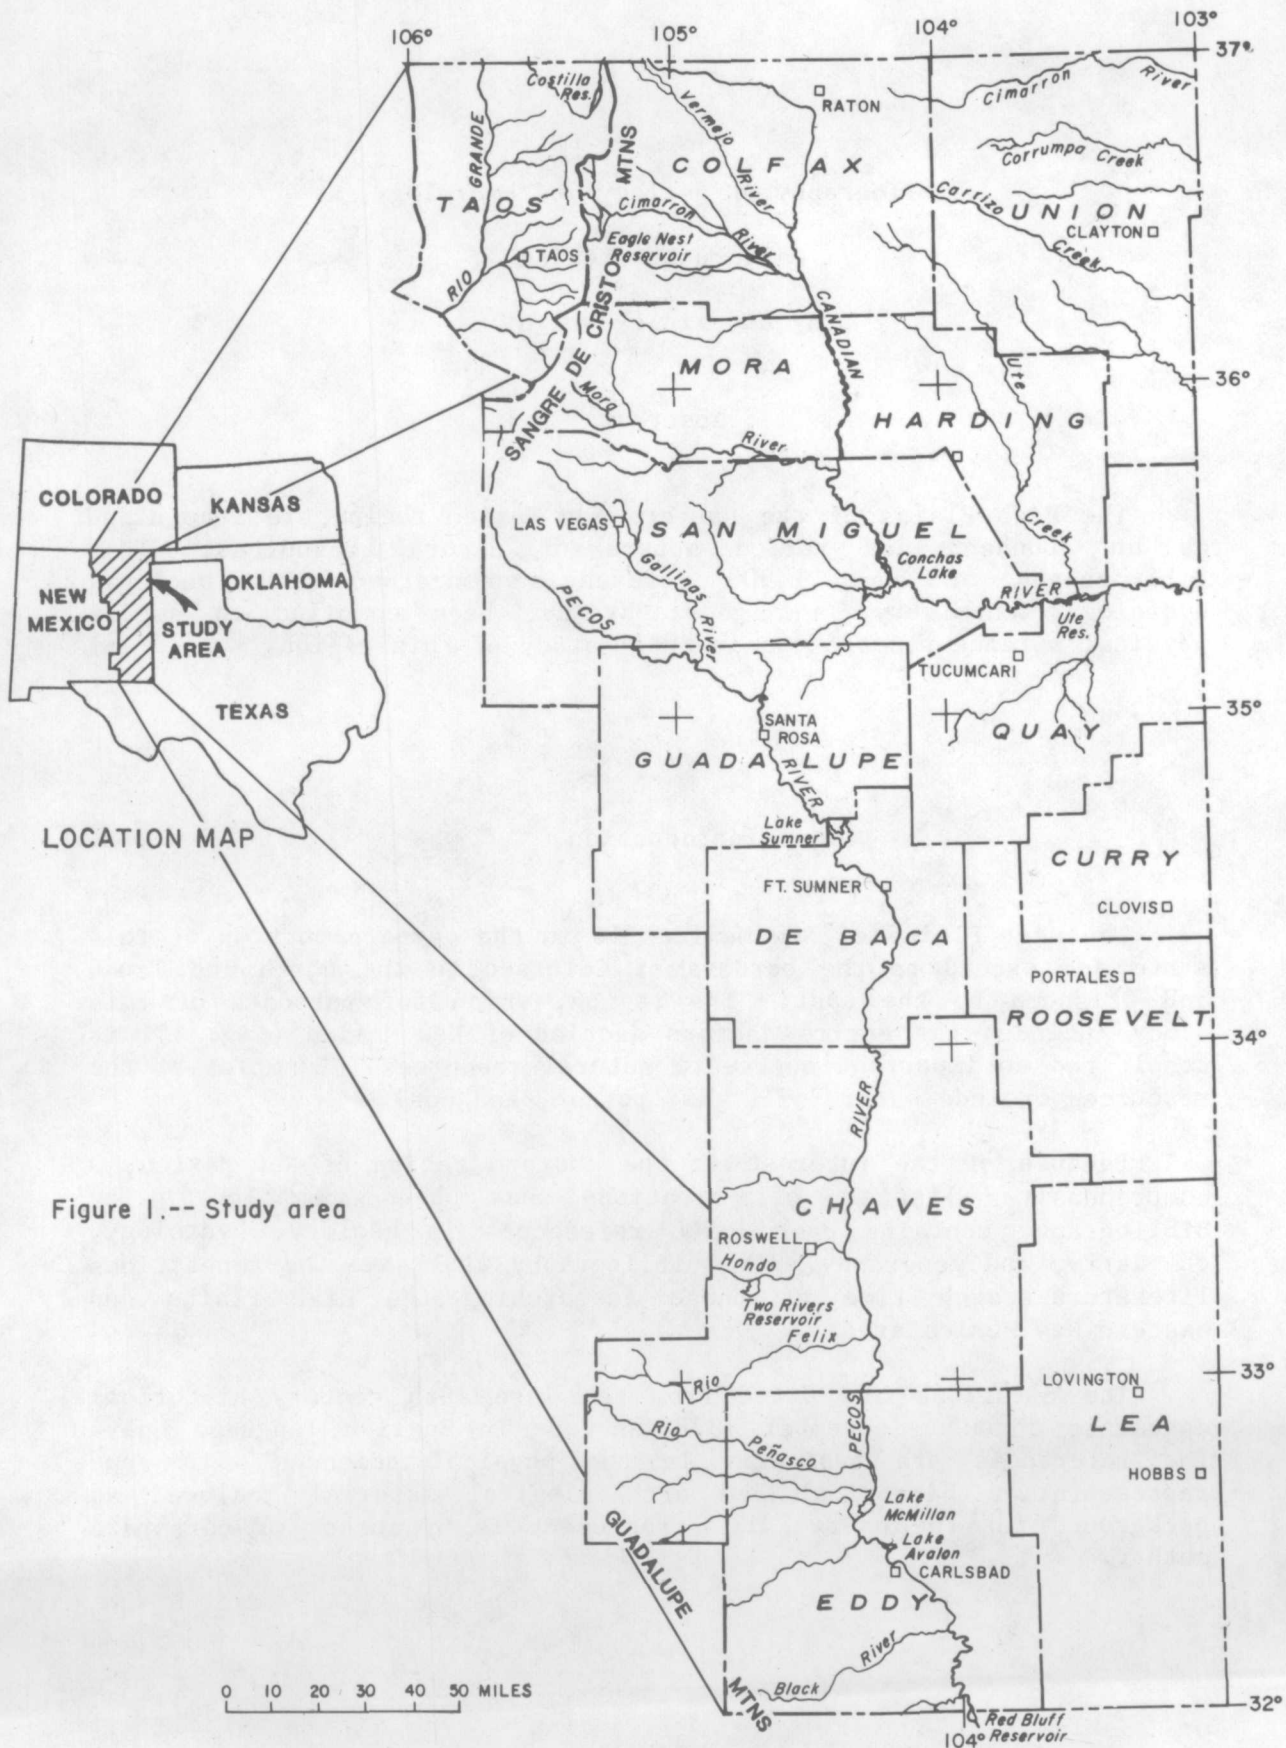 106°
105°
104°
103°
37°
Costilla
Res.
RATON
Cimarron
River
Vermejo
River
GRANDE
RIO
MTNS
COLFAX
Corrumpa Creek
TAOS
Cimarron
River
Carrizo
Creek
UNION
CLAYTON
Eagle Nest
Reservoir
TAOS
SANGRE DE CRISTO
CANADIAN
MORA
Mora
River
Ute
Creek
36°
HARDING
COLORADO
KANSAS
LAS VEGAS
SAN MIGUEL
Gallinas
River
Conchas
Lake
PECOS
RIVER
Ute
Res.
OKLAHOMA
NEW
MEXICO
STUDY
AREA
TEXAS
TUCUMCARI
35°
SANTA
ROSA
QUAY
GUADALUPE
RIVER
LOCATION MAP
Lake
Sumner
CURRY
FT. SUMNER
CLOVIS
DE BACA
PORTALES
ROOSEVELT
34°
RIVER
Figure 1.-- Study area
CHAVES
ROSWELL
Hondo
Two Rivers
Reservoir
Felix
Rio
33°
LOVINGTON
PECOS
LEA
Rio
Peñasco
HOBBS
Lake
McMillan
Lake
Avalon
CARLSBAD
GUADALUPE
MTNS
EDDY
Black
River
0 10 20 30 40 50 MILES
32°
Red Bluff
Reservoir
104°